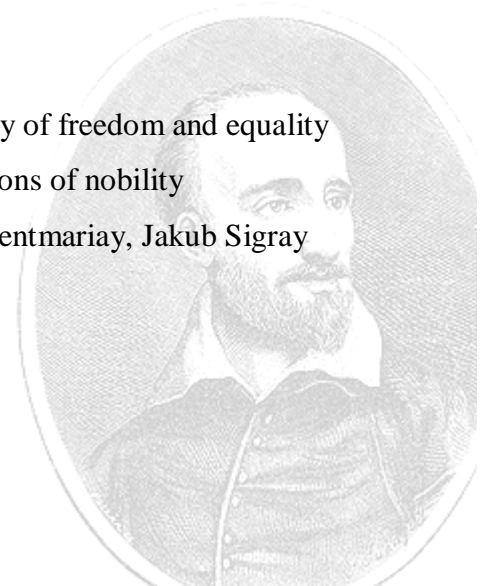 y of freedom and equality
ons of nobility
entmariay, Jakub Sigray